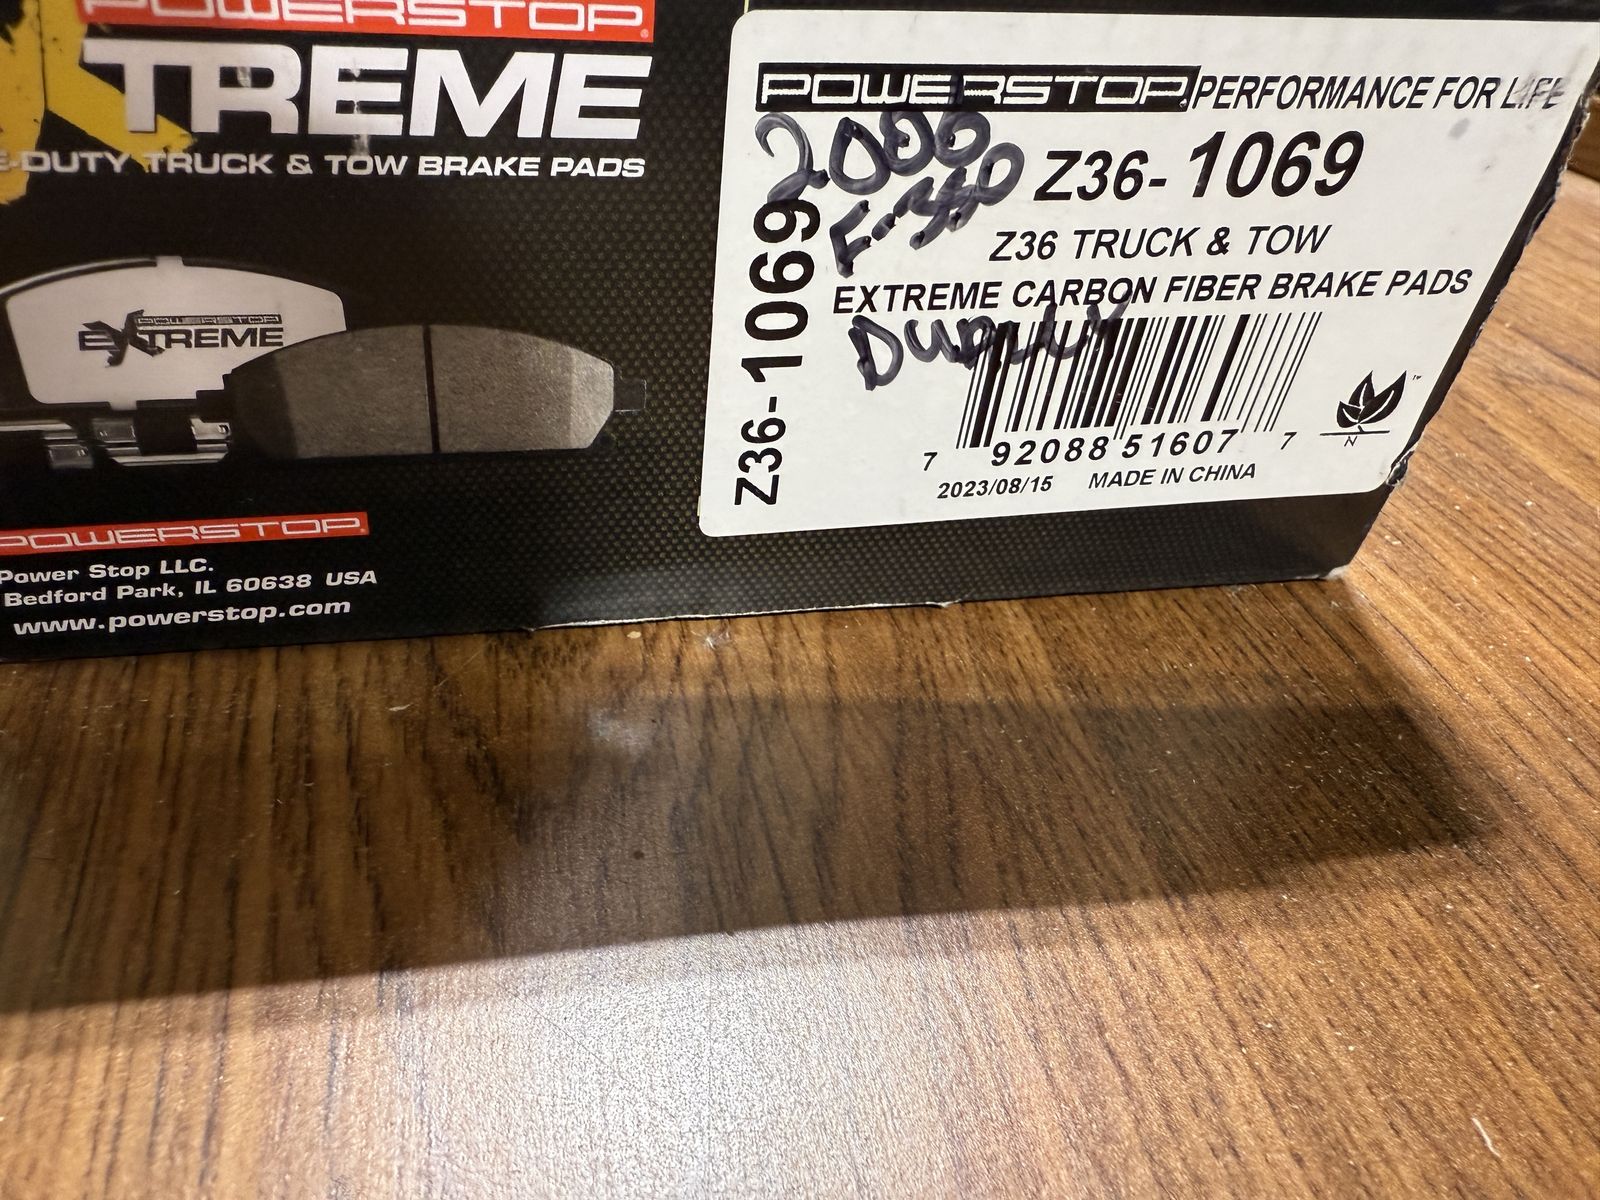 POWERSTOP
TREME
-DUTY TRUCK & TOW BRAKE PADS
POWERSTOP
EXTREME
POWERSTOP
Power Stop LLC.
Bedford Park, IL 60638 USA
www.powerstop.com
POWERSTOP PERFORMANCE FOR LIFE
2006
F-350
Z36-1069
Z36 TRUCK & TOW
EXTREME CARBON FIBER BRAKE PADS
DUALLY
7 92088 51607 7
2023/08/15 MADE IN CHINA
N
Z36-1069